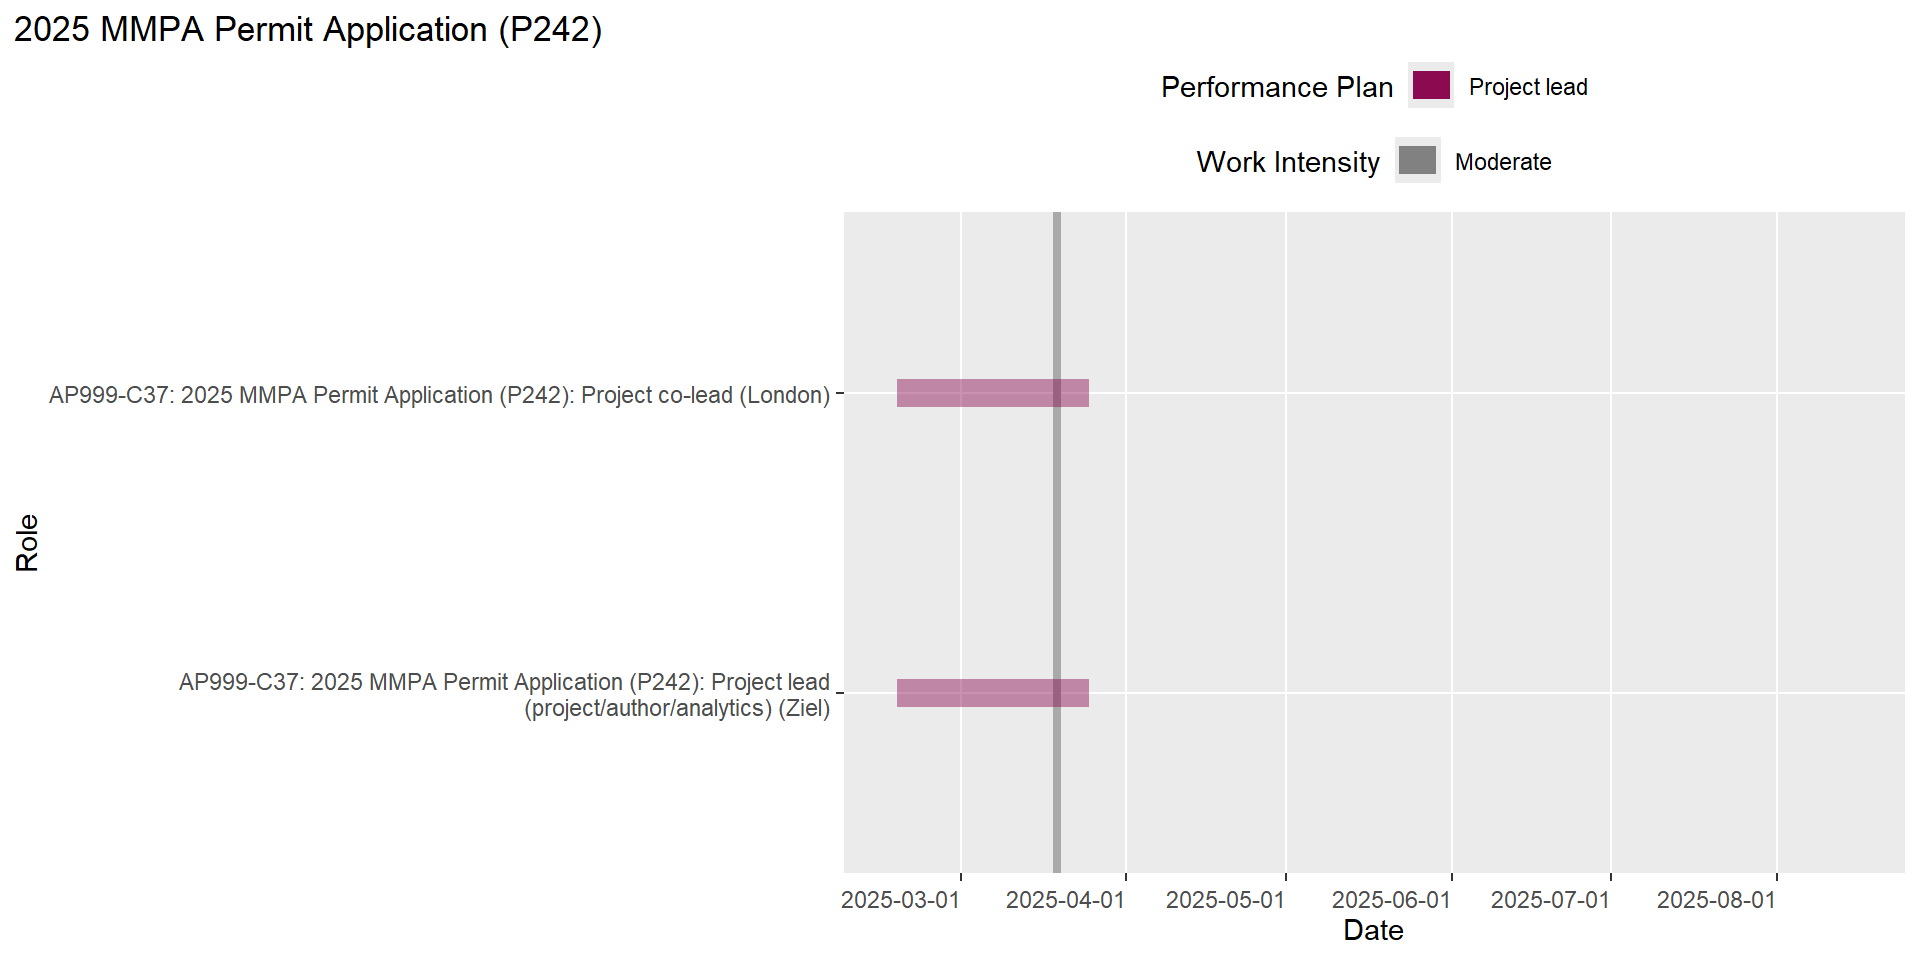 2025 MMPA Permit Application (P242)
Performance Plan Project lead
Work Intensity Moderate
AP999-C37: 2025 MMPA Permit Application (P242): Project co-lead (London)
Role
AP999-C37: 2025 MMPA Permit Application (P242): Project lead
(project/author/analytics) (Ziel)
2025-03-01 2025-04-01 2025-05-01 2025-06-01 2025-07-01 2025-08-01
Date